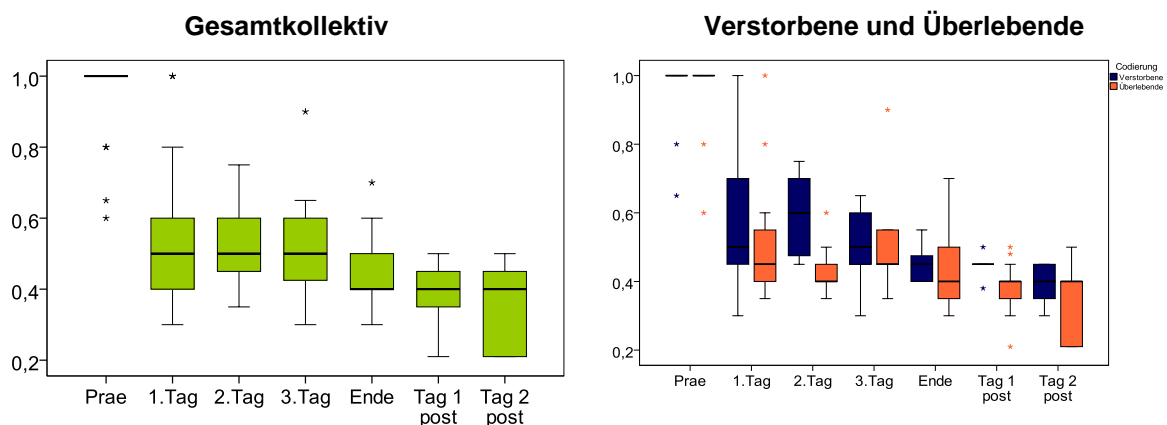 Gesamtkollektiv
1,0
0,8
0,6
0,4
0,2
Prae 1.Tag 2.Tag 3.Tag Ende Tag 1 Tag 2
post post
Verstorbene und Überlebende
1,0
0,8
0,6
0,4
0,2
Prae 1.Tag 2.Tag 3.Tag Ende Tag 1 Tag 2
post post
Codierung
Verstorbene
Überlebende